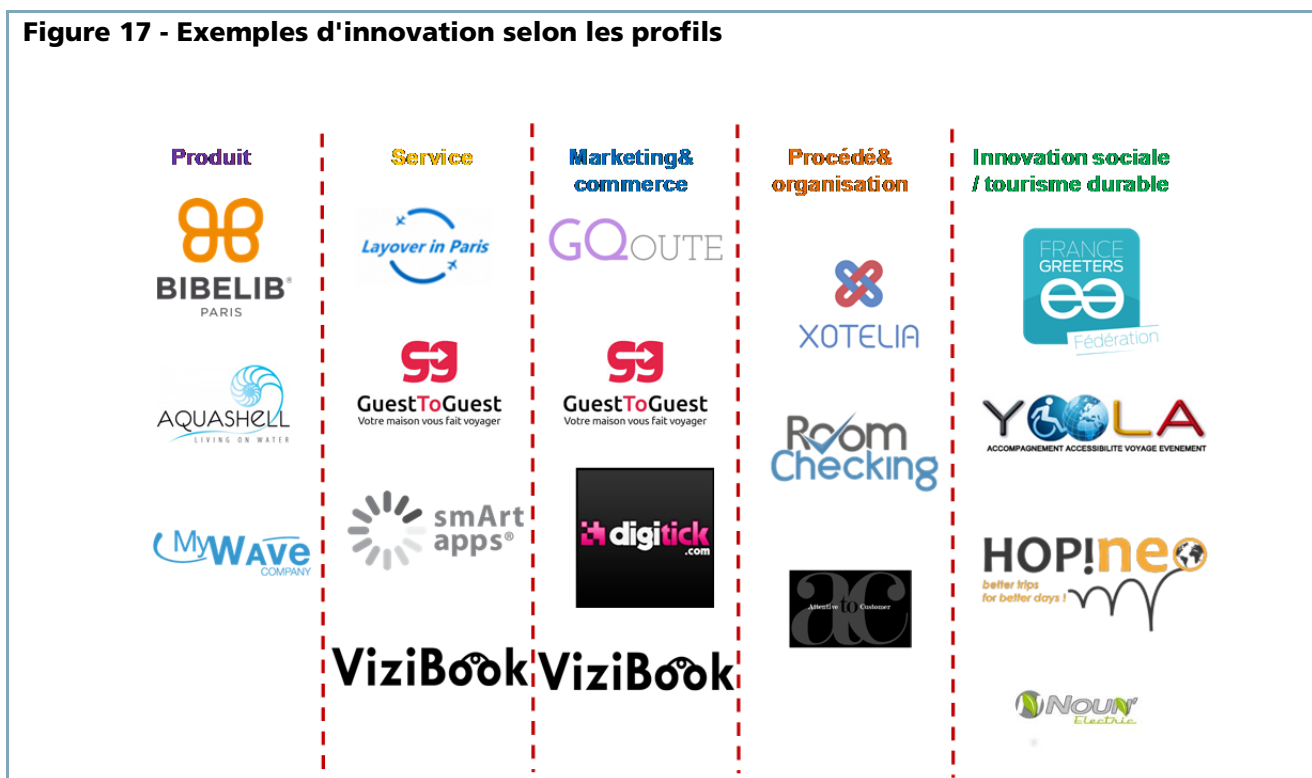 Figure 17 - Exemples d'innovation selon les profils
Produit
BIBELIB®
PARIS
AQUASHELL
LIVING ON WATER
MyWave
COMPANY
Service
Layover in Paris
GuestToGuest
Votre maison vous fait voyager
smArt
apps®
ViziBook
Marketing&
commerce
GQOUTE
GuestToGuest
Votre maison vous fait voyager
digitick
.com
ViziBook
Procédé&
organisation
XOTELIA
Room
Checking
ac
Attentive to Customer
Innovation sociale
/ tourisme durable
FRANCE
GREETERS
Fédération
YOOLA
ACCOMPAGNEMENT ACCESSIBILITE VOYAGE EVENEMENT
HOP!neo
better trips
for better days !
NOUN'
Electric